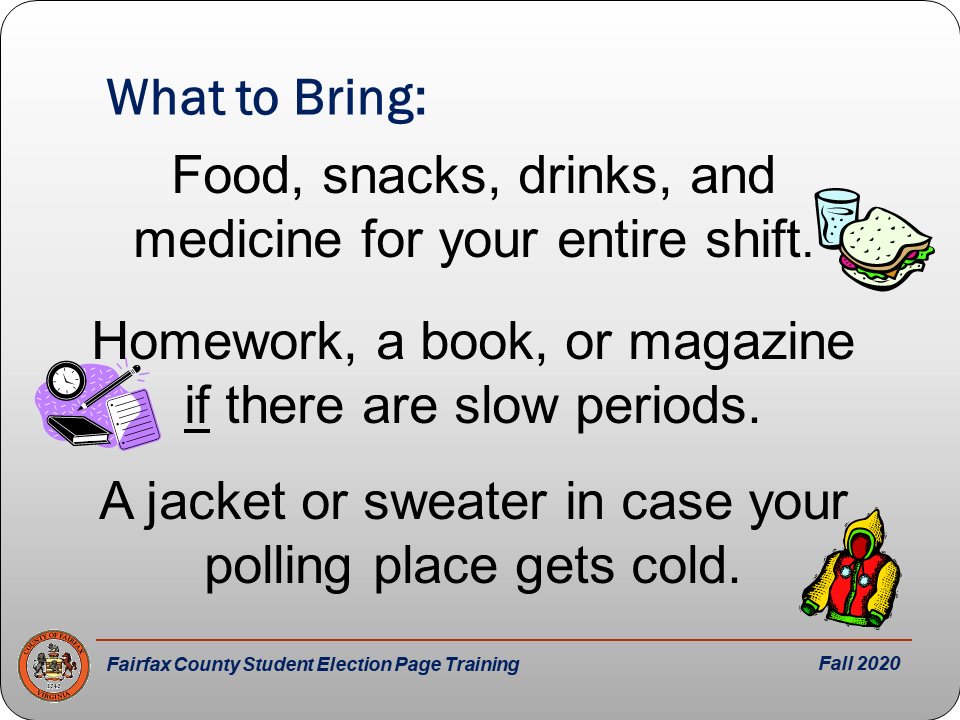 What to Bring:
Food, snacks, drinks, and
medicine for your entire shift.
Homework, a book, or magazine
if there are slow periods.
A jacket or sweater in case your
polling place gets cold.
COUNTY OF FAIRFAX
1742
VIRGINIA
Fairfax County Student Election Page Training
Fall 2020